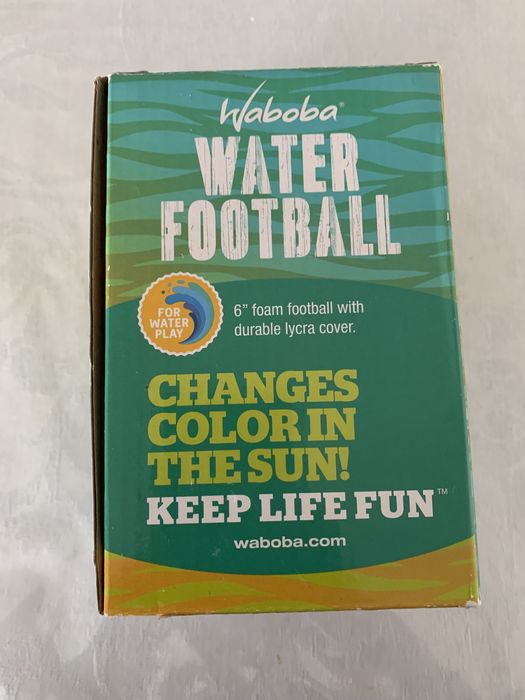 Waboba®
WATER
FOOTBALL
FOR
WATER
PLAY
6” foam football with
durable lycra cover.
CHANGES
COLOR IN
THE SUN!
KEEP LIFE FUN™
waboba.com